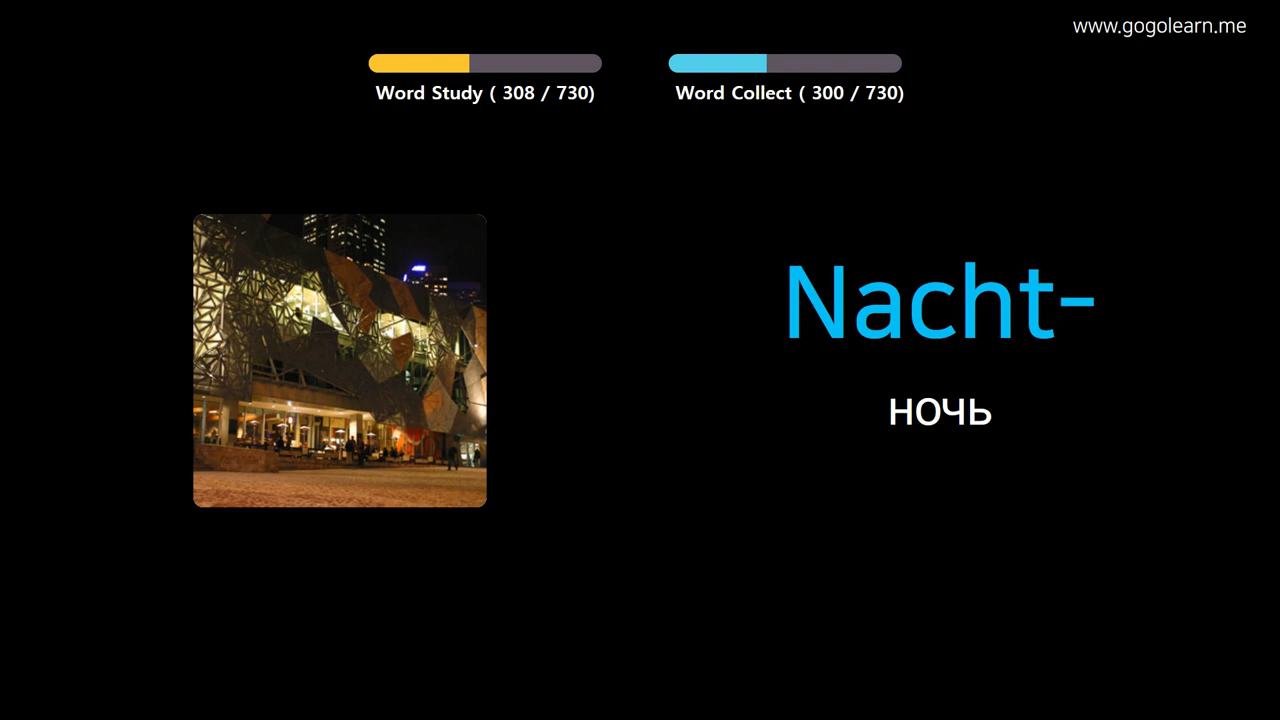 www.gogolearn.me
Word Study ( 308 / 730)
Word Collect ( 300 / 730)
Nacht-
ночь